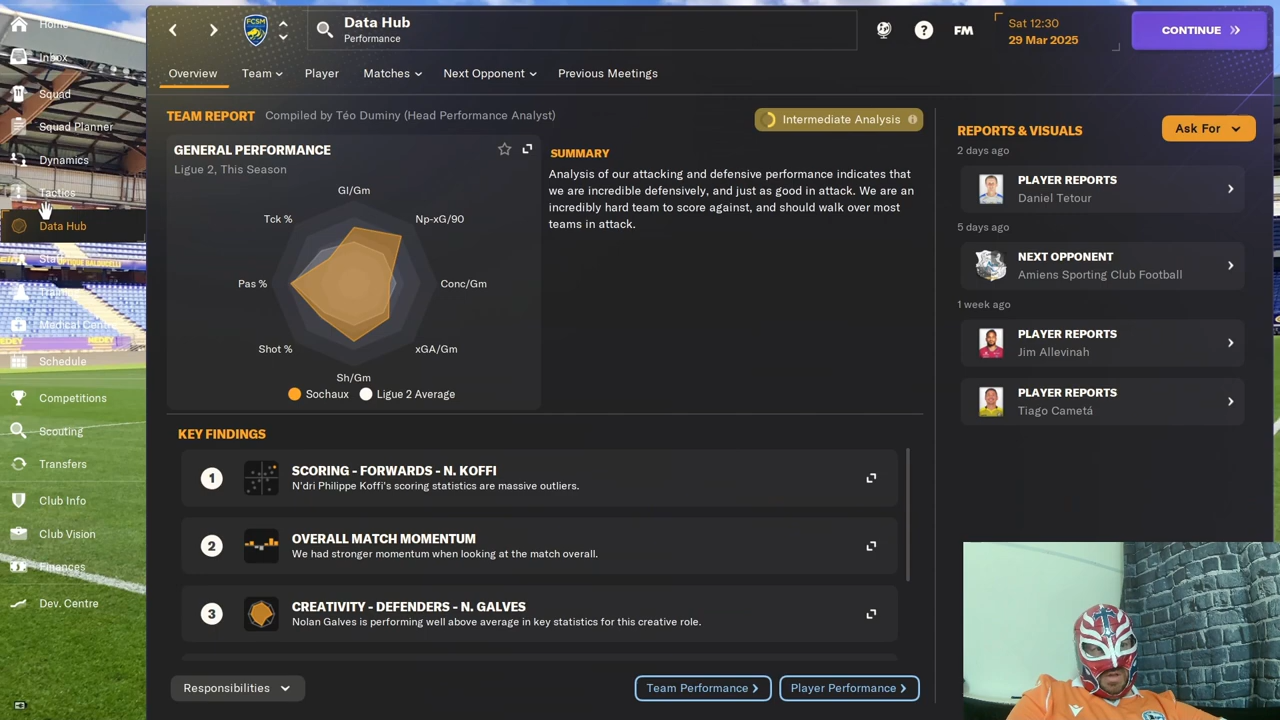 Home
Inbox
Squad
Squad Planner
Dynamics
Tactics
Data Hub
Schedule
Competitions
Scouting
Transfers
Club Info
Club Vision
Finances
Dev. Centre
FCSM
Data Hub
Performance
?
FM
Sat 12:30
29 Mar 2025
CONTINUE
Overview
Team
Player
Matches
Next Opponent
Previous Meetings
TEAM REPORT Compiled by Téo Duminy (Head Performance Analyst)
Intermediate Analysis
GENERAL PERFORMANCE
Ligue 2, This Season
Gl/Gm
Tck %
Np-xG/90
Pas %
Conc/Gm
Shot %
xGA/Gm
Sh/Gm
Sochaux
Ligue 2 Average
SUMMARY
Analysis of our attacking and defensive performance indicates that
we are incredible defensively, and just as good in attack. We are an
incredibly hard team to score against, and should walk over most
teams in attack.
KEY FINDINGS
1
SCORING - FORWARDS - N. KOFFI
N'dri Philippe Koffi's scoring statistics are massive outliers.
2
OVERALL MATCH MOMENTUM
We had stronger momentum when looking at the match overall.
3
CREATIVITY - DEFENDERS - N. GALVES
Nolan Galves is performing well above average in key statistics for this creative role.
Responsibilities
Team Performance
Player Performance
REPORTS & VISUALS
Ask For
2 days ago
PLAYER REPORTS
Daniel Tetour
5 days ago
NEXT OPPONENT
Amiens Sporting Club Football
1 week ago
PLAYER REPORTS
Jim Allevinah
PLAYER REPORTS
Tiago Cametá